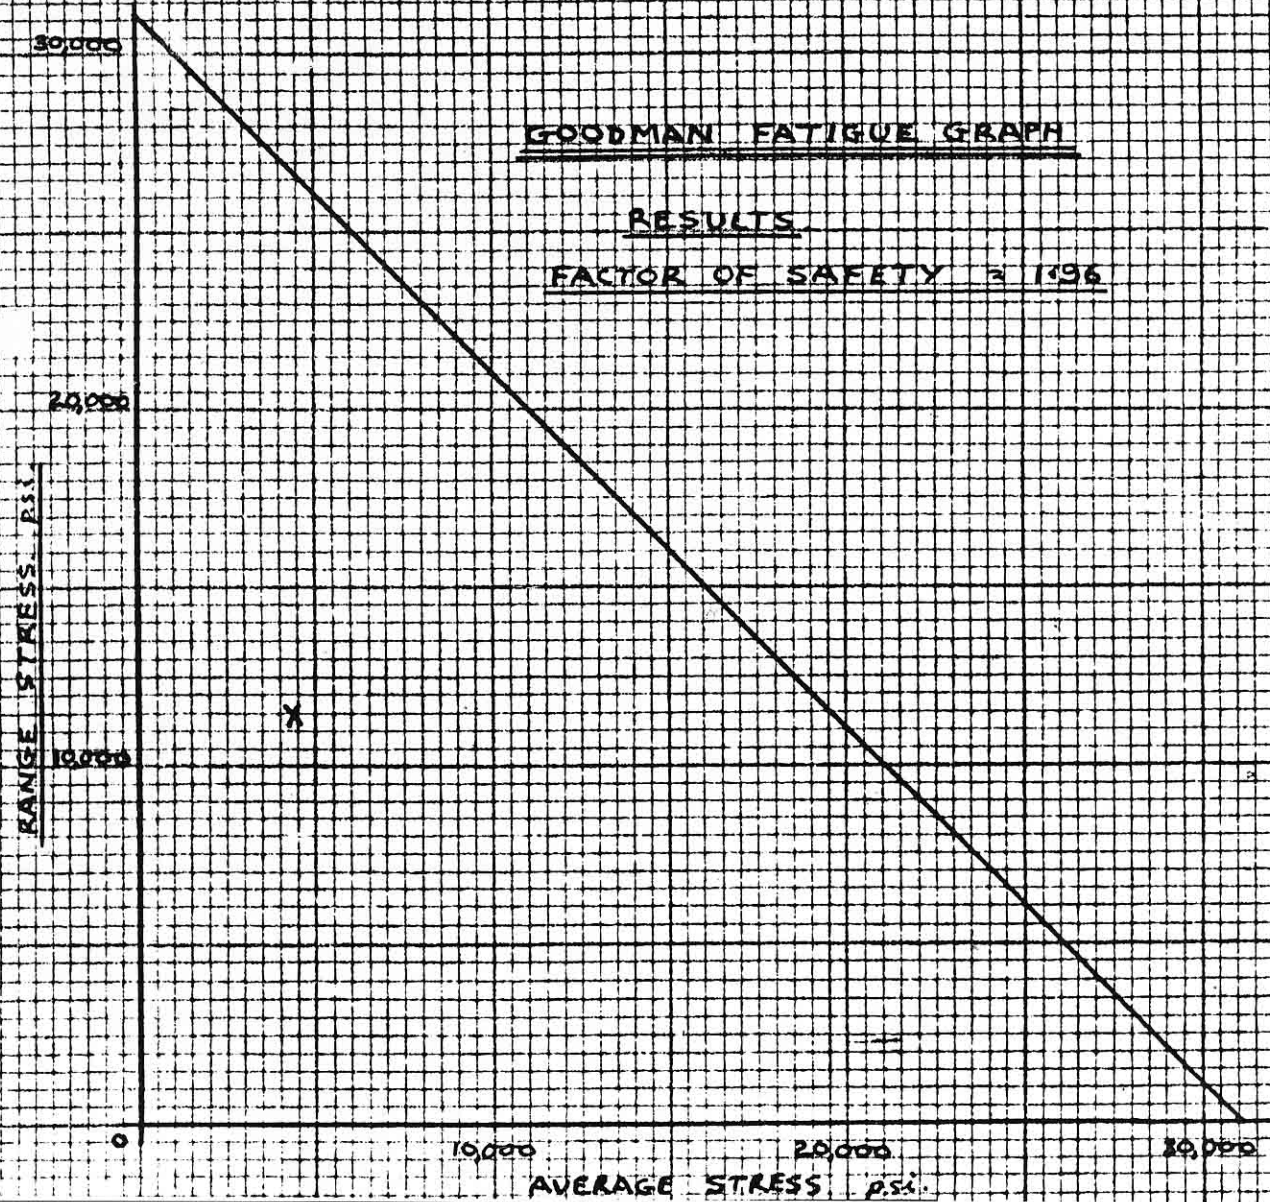 30,000
GOODMAN FATIGUE GRAPH
RESULTS
FACTOR OF SAFETY = 1.96
20,000
RANGE STRESS p.s.i.
X
10,000
0
10,000
20,000
30,000
AVERAGE STRESS p.s.i.